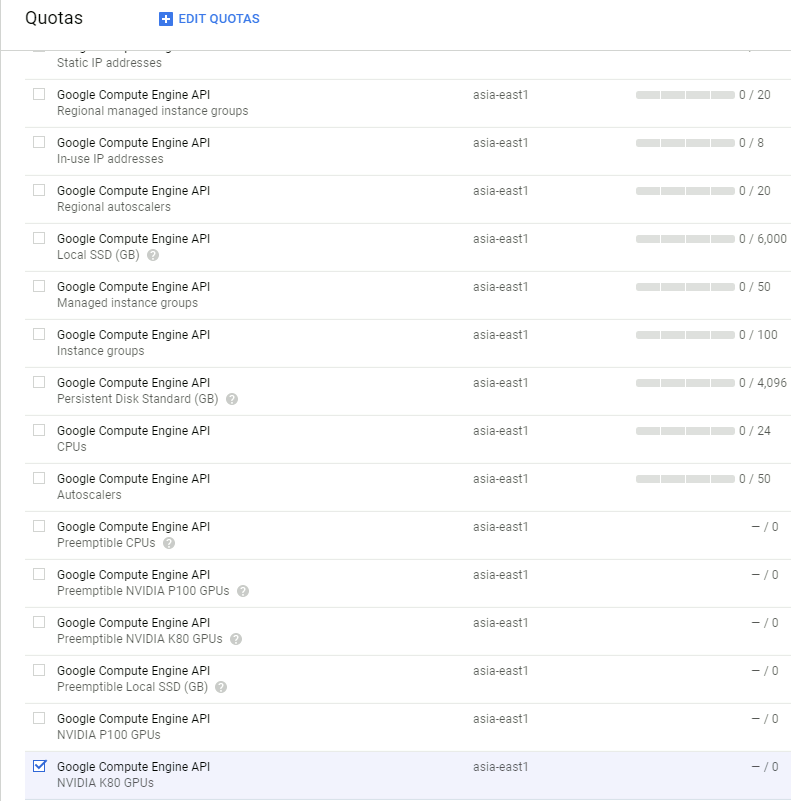 Quotas
EDIT QUOTAS
Static IP addresses
Google Compute Engine API asia-east1 0 / 20
Regional managed instance groups
Google Compute Engine API asia-east1 0 / 8
In-use IP addresses
Google Compute Engine API asia-east1 0 / 20
Regional autoscalers
Google Compute Engine API asia-east1 0 / 6,000
Local SSD (GB) ?
Google Compute Engine API asia-east1 0 / 50
Managed instance groups
Google Compute Engine API asia-east1 0 / 100
Instance groups
Google Compute Engine API asia-east1 0 / 4,096
Persistent Disk Standard (GB) ?
Google Compute Engine API asia-east1 0 / 24
CPUs
Google Compute Engine API asia-east1 0 / 50
Autoscalers
Google Compute Engine API asia-east1 – / 0
Preemptible CPUs ?
Google Compute Engine API asia-east1 – / 0
Preemptible NVIDIA P100 GPUs ?
Google Compute Engine API asia-east1 – / 0
Preemptible NVIDIA K80 GPUs ?
Google Compute Engine API asia-east1 – / 0
Preemptible Local SSD (GB) ?
Google Compute Engine API asia-east1 – / 0
NVIDIA P100 GPUs
Google Compute Engine API asia-east1 – / 0
NVIDIA K80 GPUs